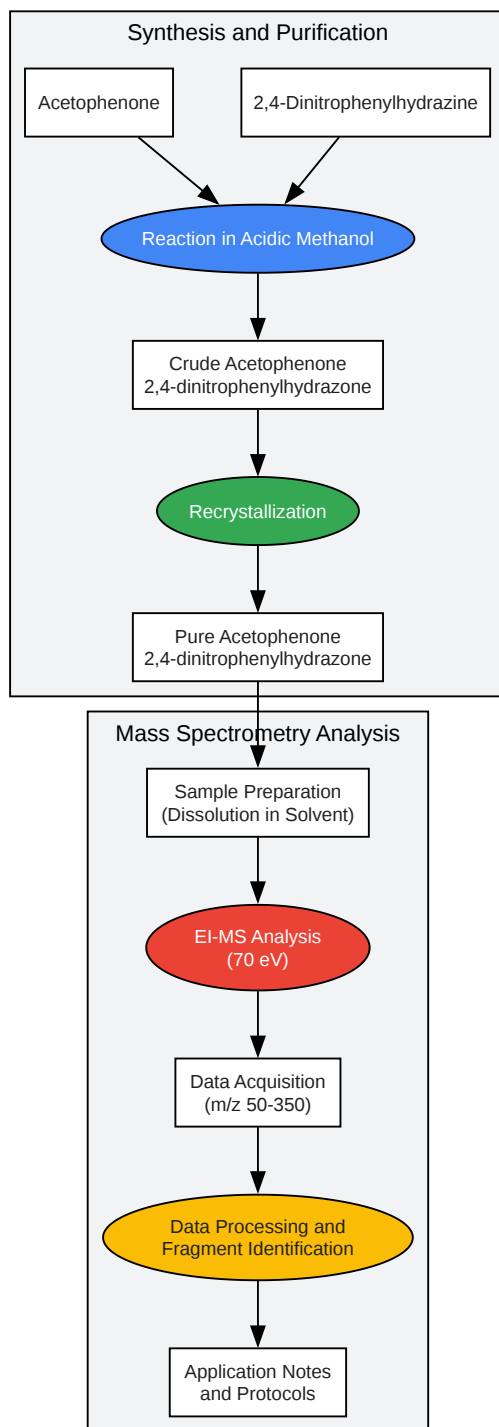 Synthesis and Purification
Acetophenone
2,4-Dinitrophenylhydrazine
Reaction in Acidic Methanol
Crude Acetophenone
2,4-dinitrophenylhydrazone
Recrystallization
Pure Acetophenone
2,4-dinitrophenylhydrazone
Mass Spectrometry Analysis
Sample Preparation
(Dissolution in Solvent)
EI-MS Analysis
(70 eV)
Data Acquisition
(m/z 50-350)
Data Processing and
Fragment Identification
Application Notes
and Protocols